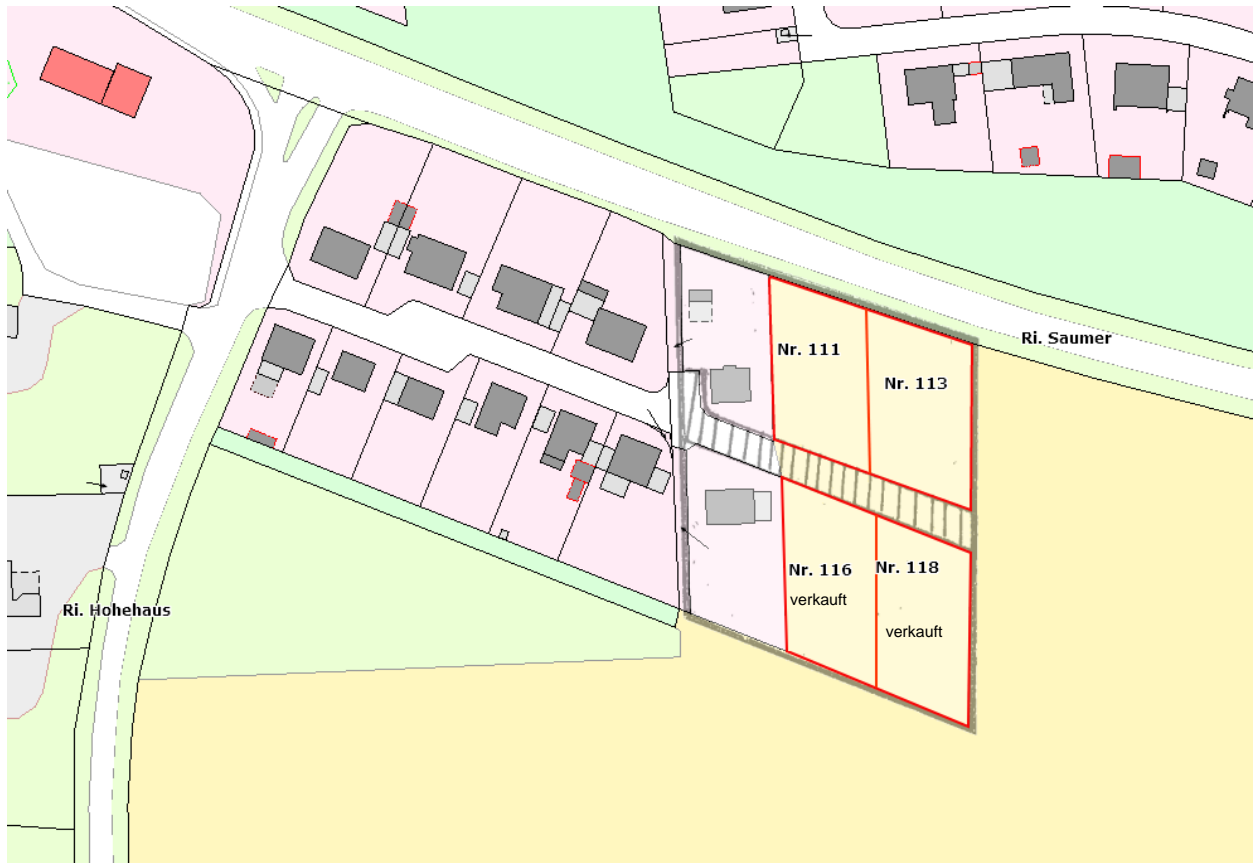 Ri. Saumer
Nr. 111
Nr. 113
Nr. 116
verkauft
Nr. 118
verkauft
Ri. Hohehaus